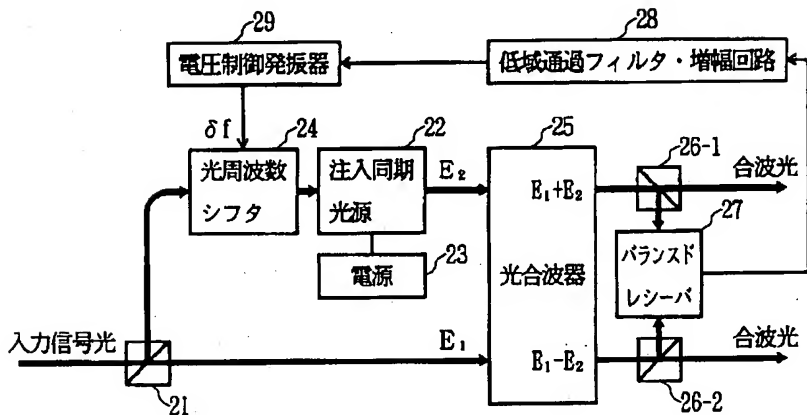 29
28
電圧制御発振器
低域通過フィルタ・増幅回路
δf
24
22
25
26-1
光周波数
シフタ
注入同期
光源
E₂
E₁+E₂
合波光
27
電源
23
光合波器
バランスド
レシーバ
入力信号光
E₁
E₁-E₂
合波光
21
26-2